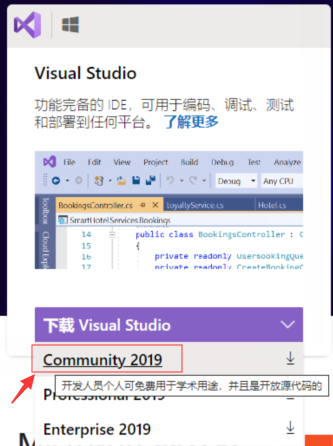 Visual Studio
功能完备的 IDE，可用于编码、调试、测试
和部署到任何平台。 了解更多
File Edit View Project Build Debug Test Analyze
Debug Any CPU
BookingsController.cs LoyaltyService.cs Hotel.cs
Toolbox
SmartHotel.Services.Bookings
Cloud Expl
14 public class BookingsController : C
15 {
16 private readonly UserBookingQue
17 private readonly CreateBookingC
下载 Visual Studio
Community 2019
开发人员个人可免费用于学术用途，并且是开放源代码的
Professional 2019
Enterprise 2019